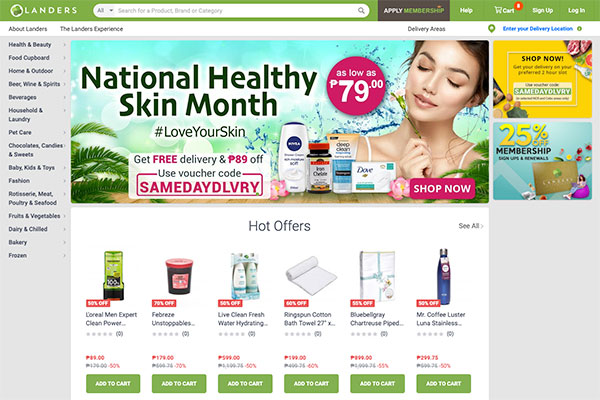 LANDERS
All
Search for a Product, Brand or Category
APPLY MEMBERSHIP
Help
Cart
8
Sign Up
Log In
About Landers
The Landers Experience
Delivery Areas
Enter your Delivery Location
Health & Beauty
Food Cupboard
Home & Outdoor
Beer, Wine & Spirits
Beverages
Household &
Laundry
Pet Care
Chocolates, Candies
& Sweets
Baby, Kids & Toys
Fashion
Rotisserie, Meat,
Poultry & Seafood
Fruits & Vegetables
Dairy & Chilled
Bakery
Frozen
National Healthy
Skin Month
#LoveYourSkin
as low as
₱79.00
Get FREE delivery & ₱89 off
Use voucher code
SAMEDAYDLVRY
NIVEA
Iron
Chelate
deep
clean
Dove
SHOP NOW
SHOP NOW!
Get your delivery on your
preferred 2 hour slot
Use voucher code
SAMEDAYDLVRY
25% OFF
MEMBERSHIP
SIGN UPS & RENEWALS
Hot Offers
See All
50% OFF
70% OFF
50% OFF
60% OFF
55% OFF
50% OFF
L'oreal Men Expert
Clean Power...
(0)
₱89.00
₱179.00 -50%
ADD TO CART
Febreze
Unstoppables...
(0)
₱179.00
₱599.75 -70%
ADD TO CART
Live Clean Fresh
Water Hydrating...
(0)
₱599.00
₱1,199.75 -50%
ADD TO CART
Ringspun Cotton
Bath Towel 27" x...
(0)
₱199.00
₱499.75 -60%
ADD TO CART
Bluebellgray
Chartreuse Piped...
(0)
₱899.00
₱1,999.75 -55%
ADD TO CART
Mr. Coffee Luster
Luna Stainless...
(0)
₱299.75
₱599.75 -50%
ADD TO CART